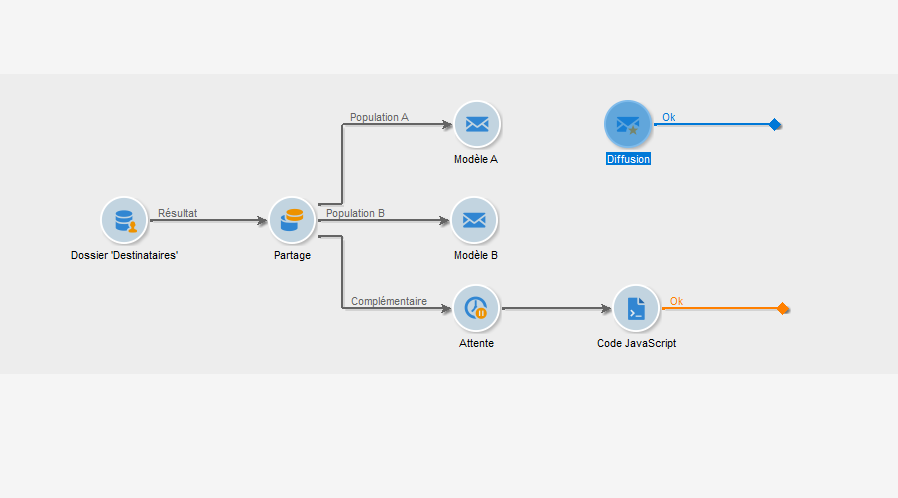 Population A
Modèle A
Ok
Diffusion
Résultat
Dossier 'Destinataires'
Partage
Population B
Modèle B
Complémentaire
Attente
Code JavaScript
Ok